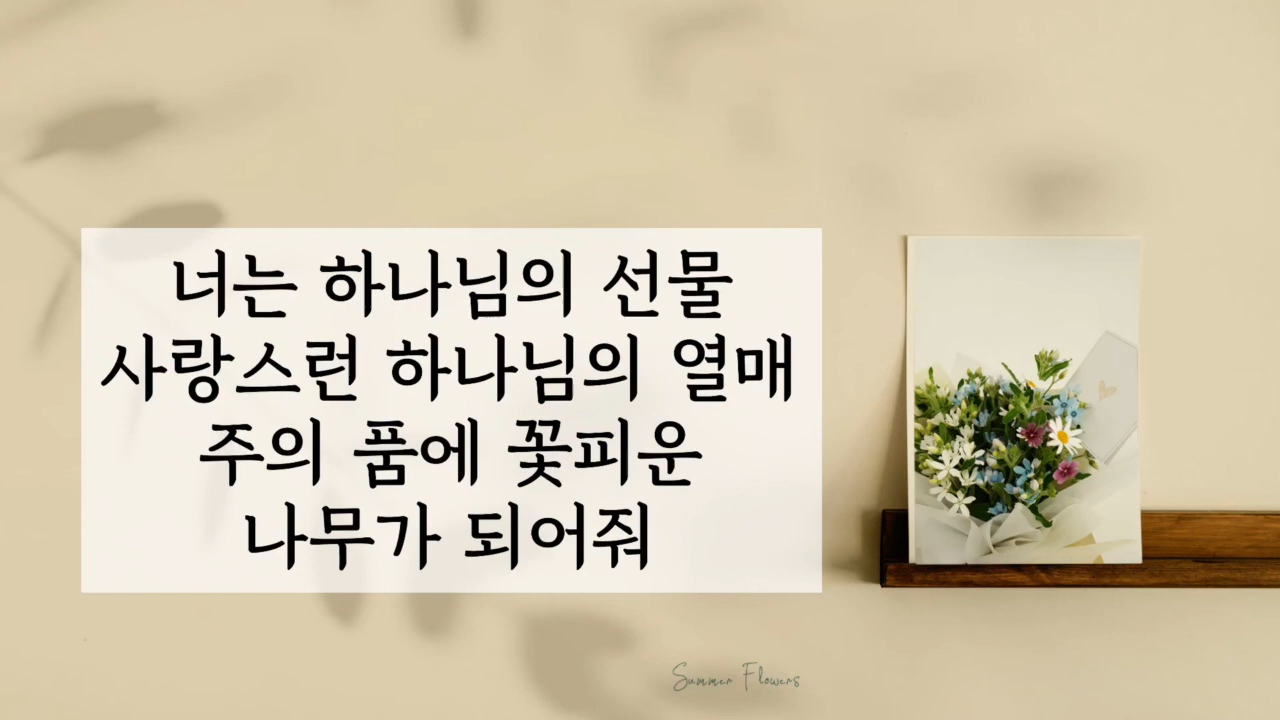 너는 하나님의 선물
사랑스런 하나님의 열매
주의 품에 꽃피운
나무가 되어줘
Summer Flowers